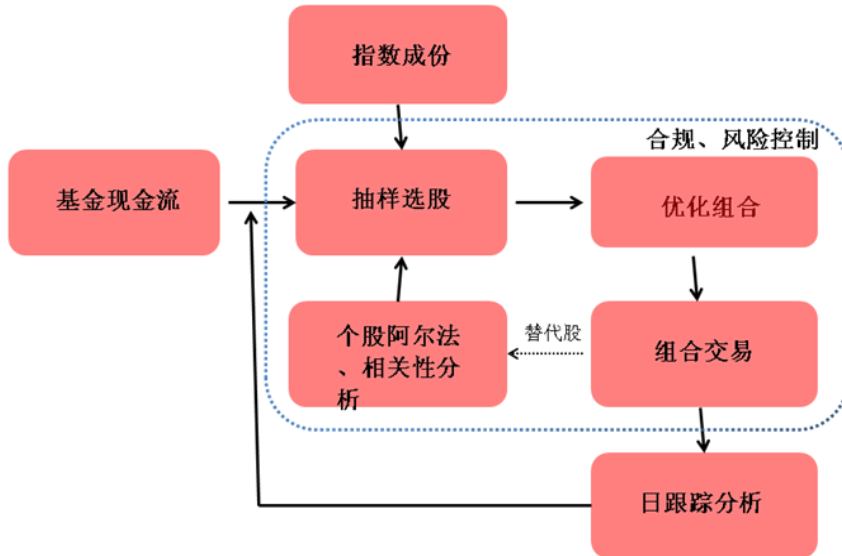 指数成份
合规、风险控制
基金现金流
抽样选股
优化组合
个股阿尔法
、相关性分
析
替代股
组合交易
日跟踪分析